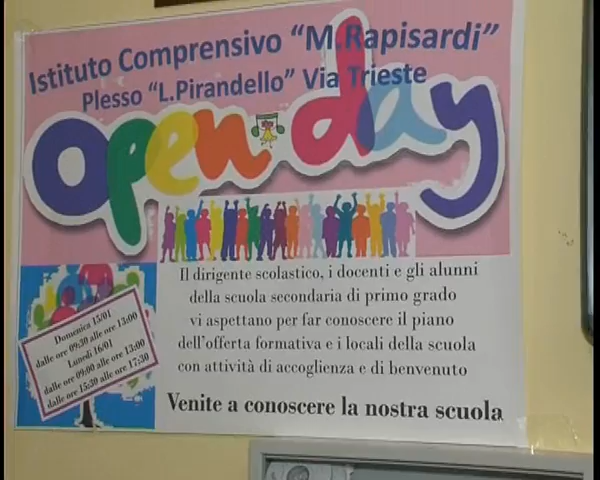 Istituto Comprensivo "M.Rapisardi"
Plesso "L.Pirandello" Via Trieste
open day
Il dirigente scolastico, i docenti e gli alunni
della scuola secondaria di primo grado
vi aspettano per far conoscere il piano
dell'offerta formativa e i locali della scuola
con attività di accoglienza e di benvenuto
Venite a conoscere la nostra scuola
Domenica 15/01
dalle ore 09:30 alle ore 13:00
Lunedì 16/01
dalle ore 09:00 alle ore 13:00
dalle ore 15:30 alle ore 17:30